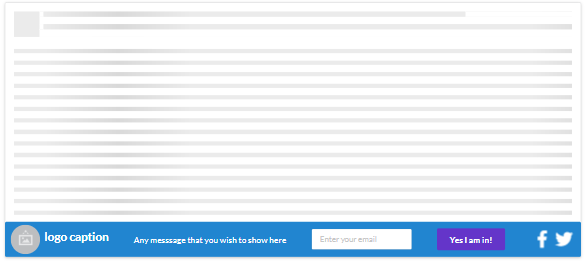 logo caption
Any messsage that you wish to show here
Enter your email
Yes I am in!